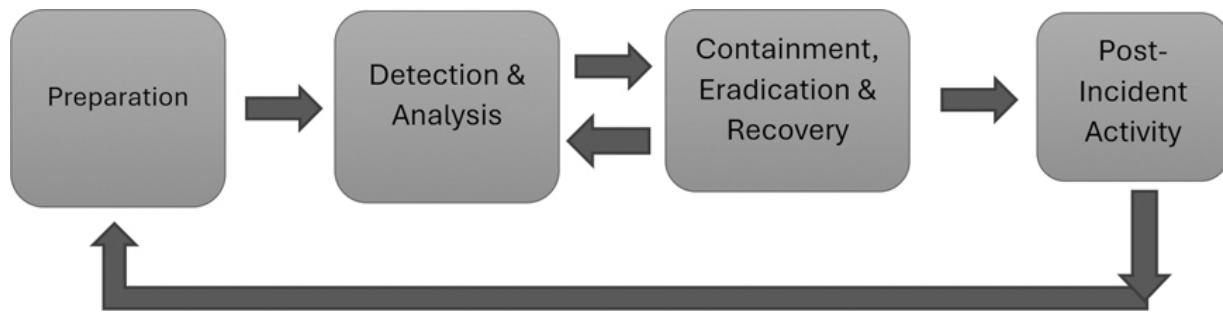 Preparation
Detection &
Analysis
Containment,
Eradication &
Recovery
Post-
Incident
Activity